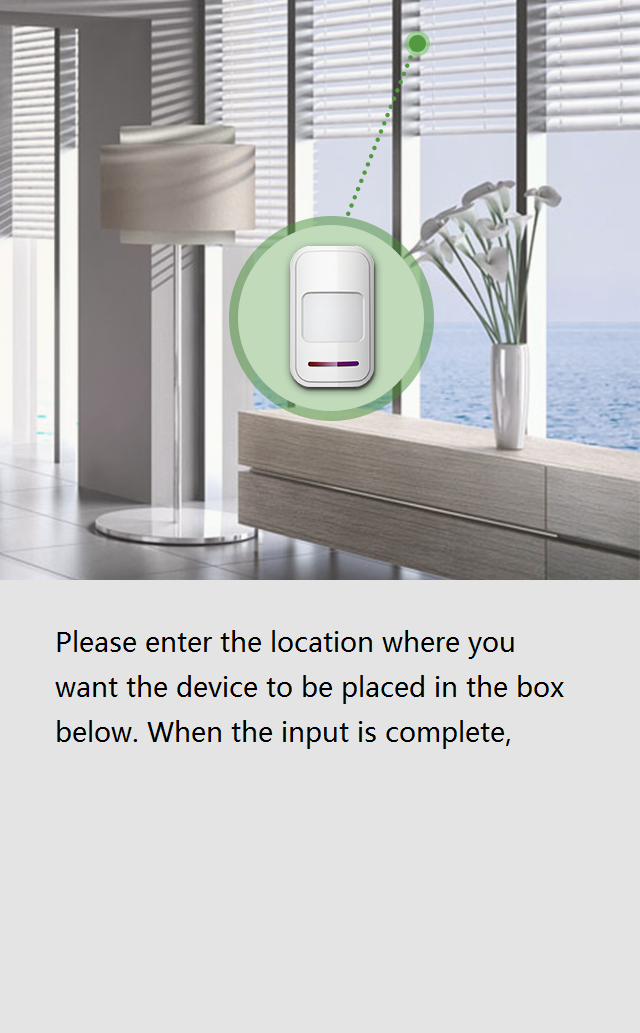 Please enter the location where you
want the device to be placed in the box
below. When the input is complete,